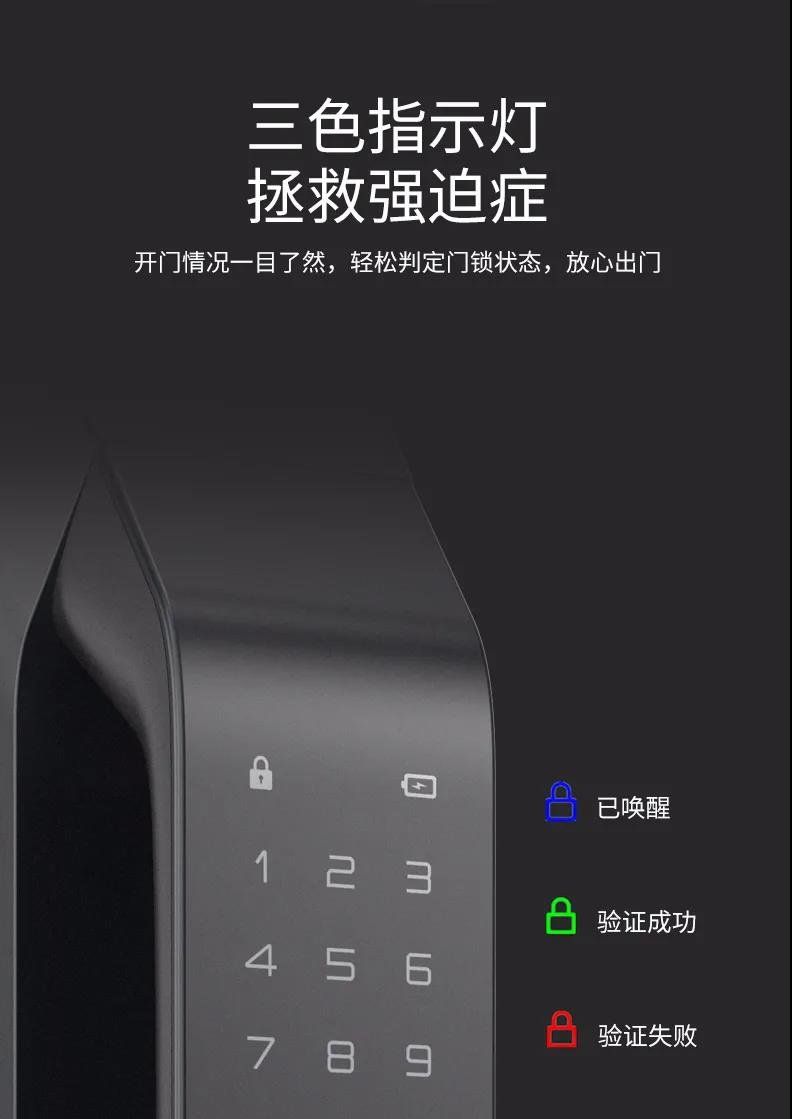 三色指示灯
拯救强迫症
开门情况一目了然，轻松判定门锁状态，放心出门
已唤醒
1 2 3
验证成功
4 5 6
验证失败
7 8 9